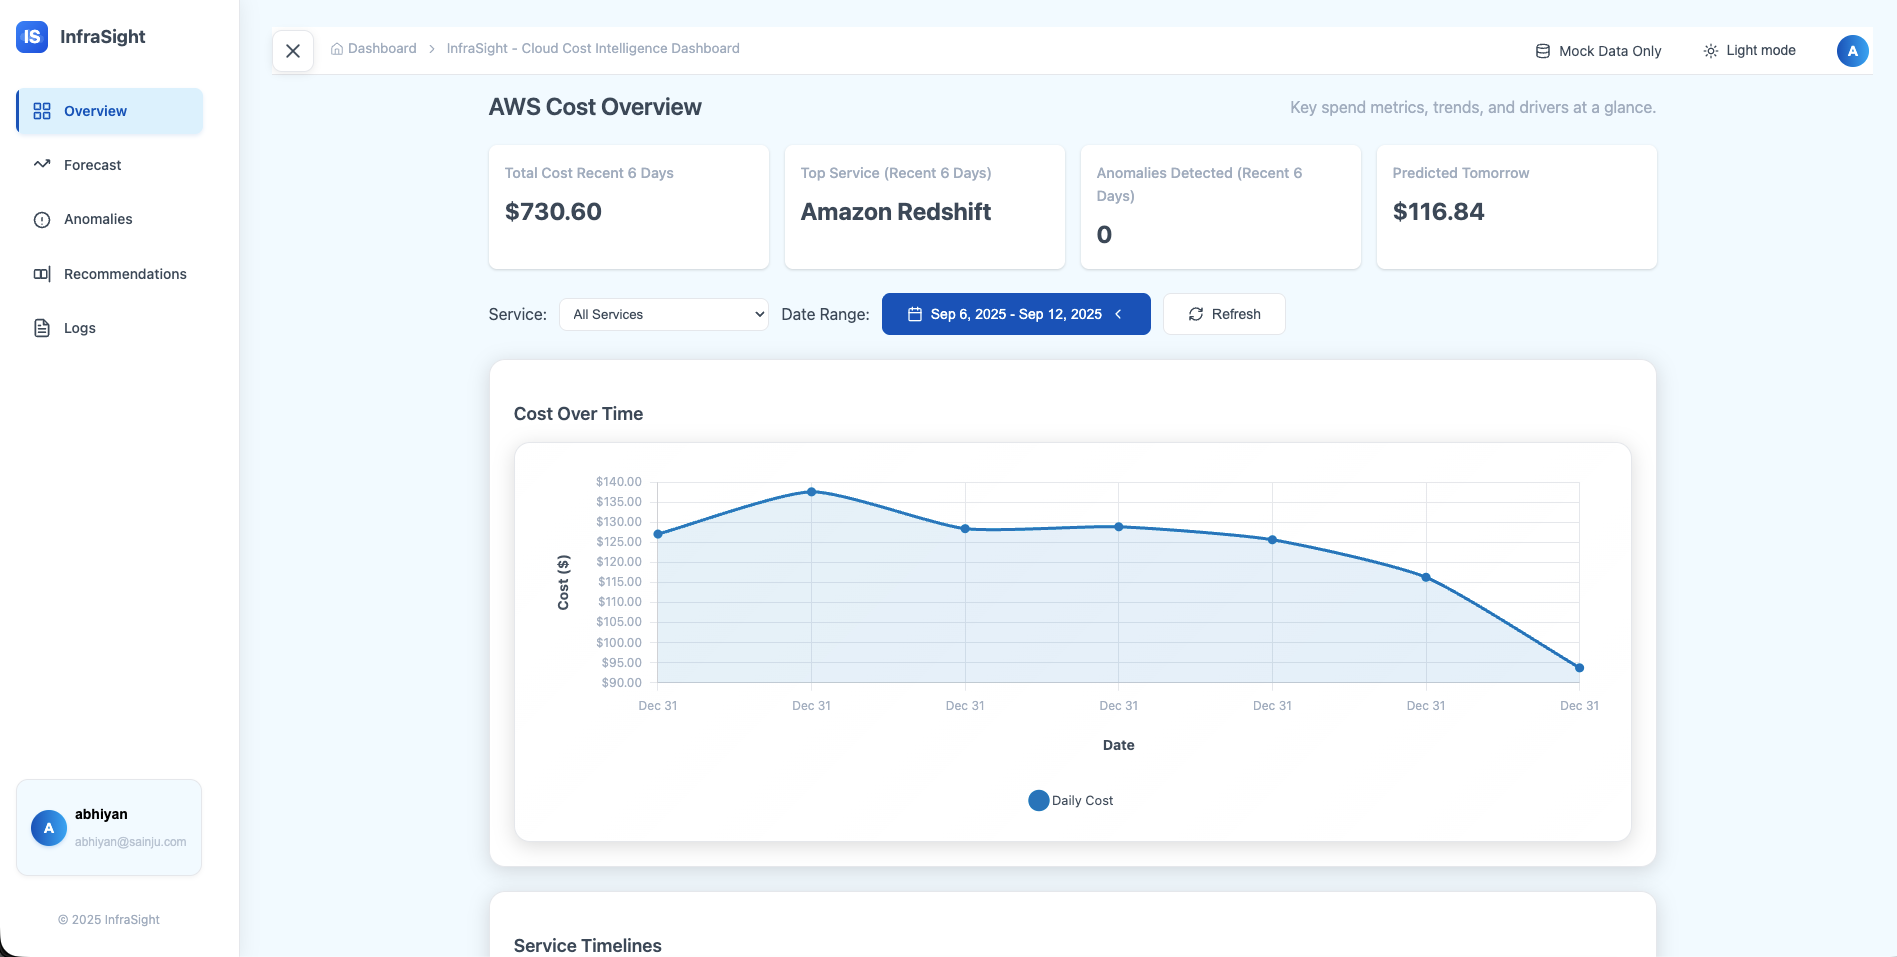 IS InfraSight
Overview
Forecast
Anomalies
Recommendations
Logs
A
abhiyan
abhiyan@sainju.com
© 2025 InfraSight
Dashboard > InfraSight - Cloud Cost Intelligence Dashboard
Mock Data Only
Light mode
A
AWS Cost Overview
Key spend metrics, trends, and drivers at a glance.
Total Cost Recent 6 Days
$730.60
Top Service (Recent 6 Days)
Amazon Redshift
Anomalies Detected (Recent 6
Days)
0
Predicted Tomorrow
$116.84
Service: All Services Date Range: Sep 6, 2025 - Sep 12, 2025 Refresh
Cost Over Time
Cost ($)
$140.00
$135.00
$130.00
$125.00
$120.00
$115.00
$110.00
$105.00
$100.00
$95.00
$90.00
Dec 31 Dec 31 Dec 31 Dec 31 Dec 31 Dec 31 Dec 31
Date
Daily Cost
Service Timelines